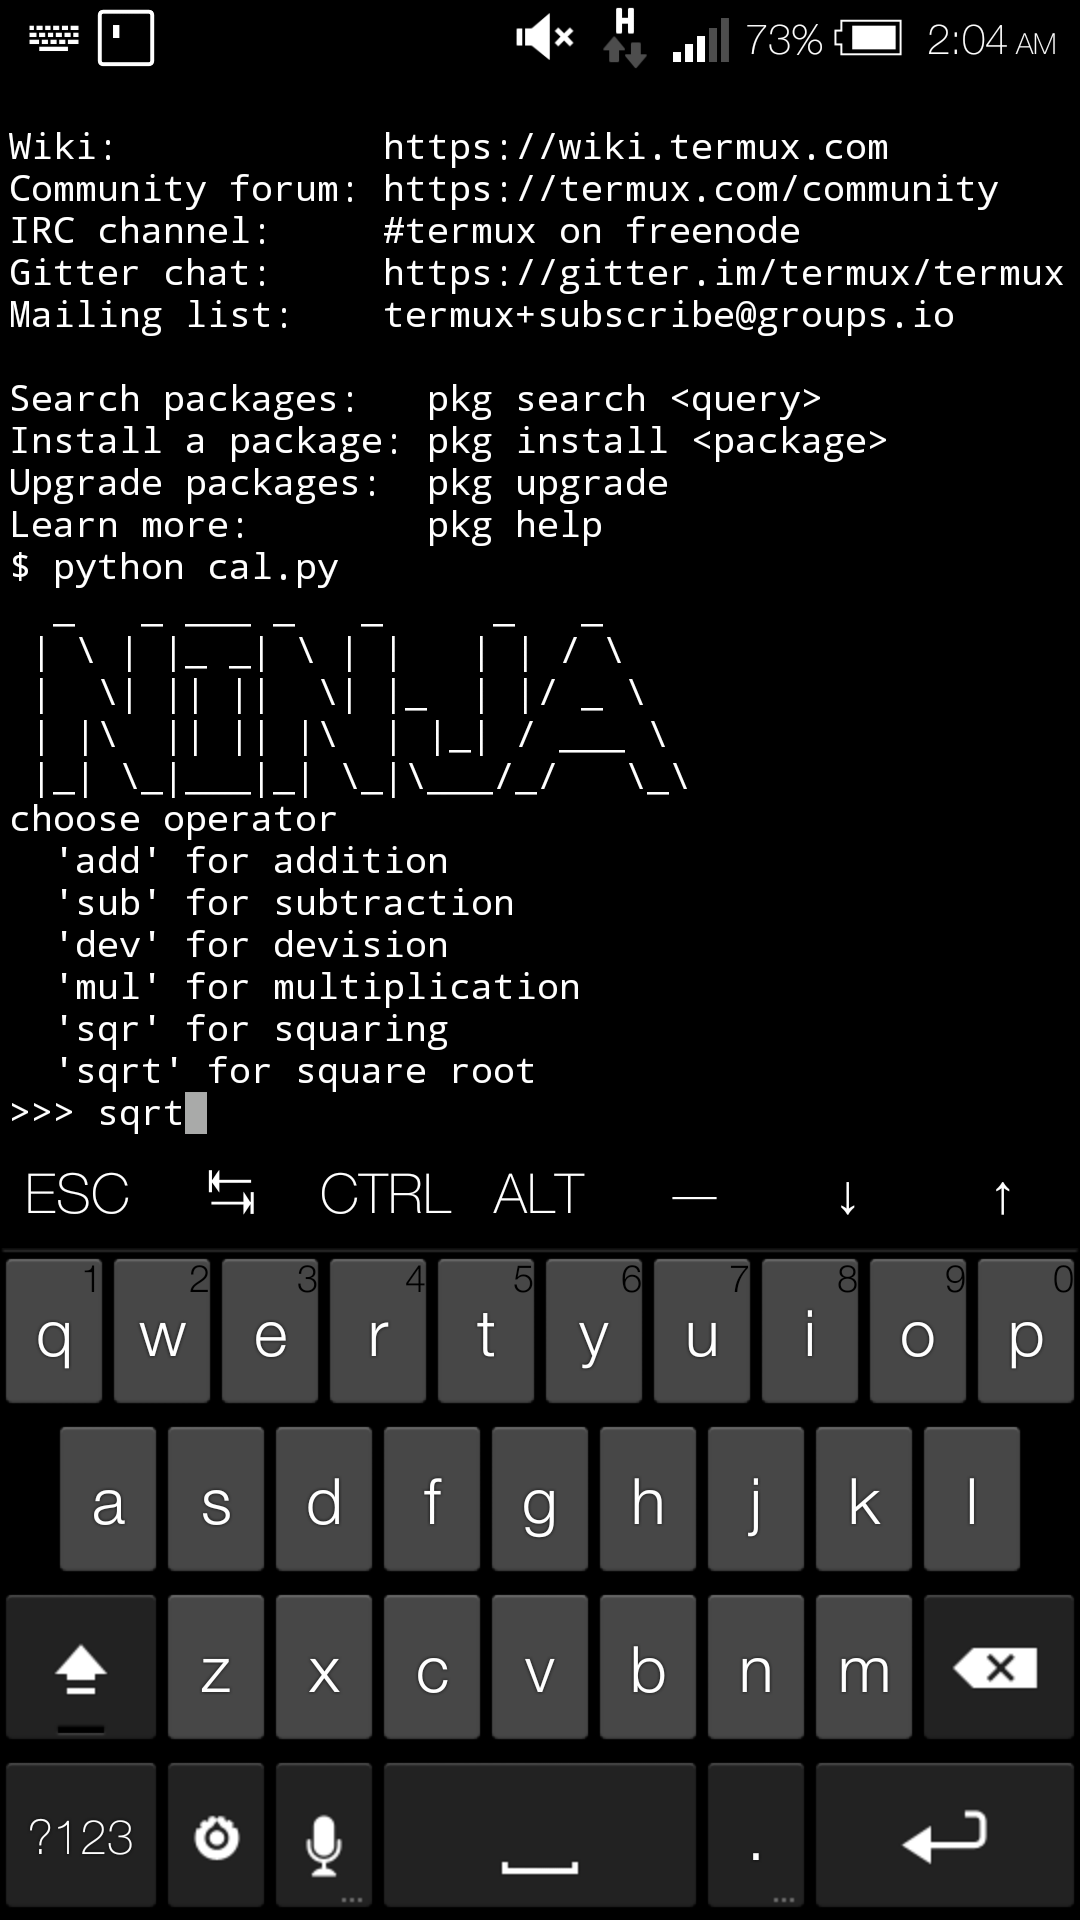 H 73% 2:04 AM
Wiki:            https://wiki.termux.com
Community forum: https://termux.com/community
IRC channel:     #termux on freenode
Gitter chat:     https://gitter.im/termux/termux
Mailing list:    termux+subscribe@groups.io
Search packages:   pkg search <query>
Install a package: pkg install <package>
Upgrade packages:  pkg upgrade
Learn more:        pkg help
$ python cal.py
NINJA
choose operator
  'add' for addition
  'sub' for subtraction
  'dev' for devision
  'mul' for multiplication
  'sqr' for squaring
  'sqrt' for square root
>>> sqrt
ESC CTRL ALT — ↓ ↑
1 2 3 4 5 6 7 8 9 0
q w e r t y u i o p
a s d f g h j k l
z x c v b n m
?123 .